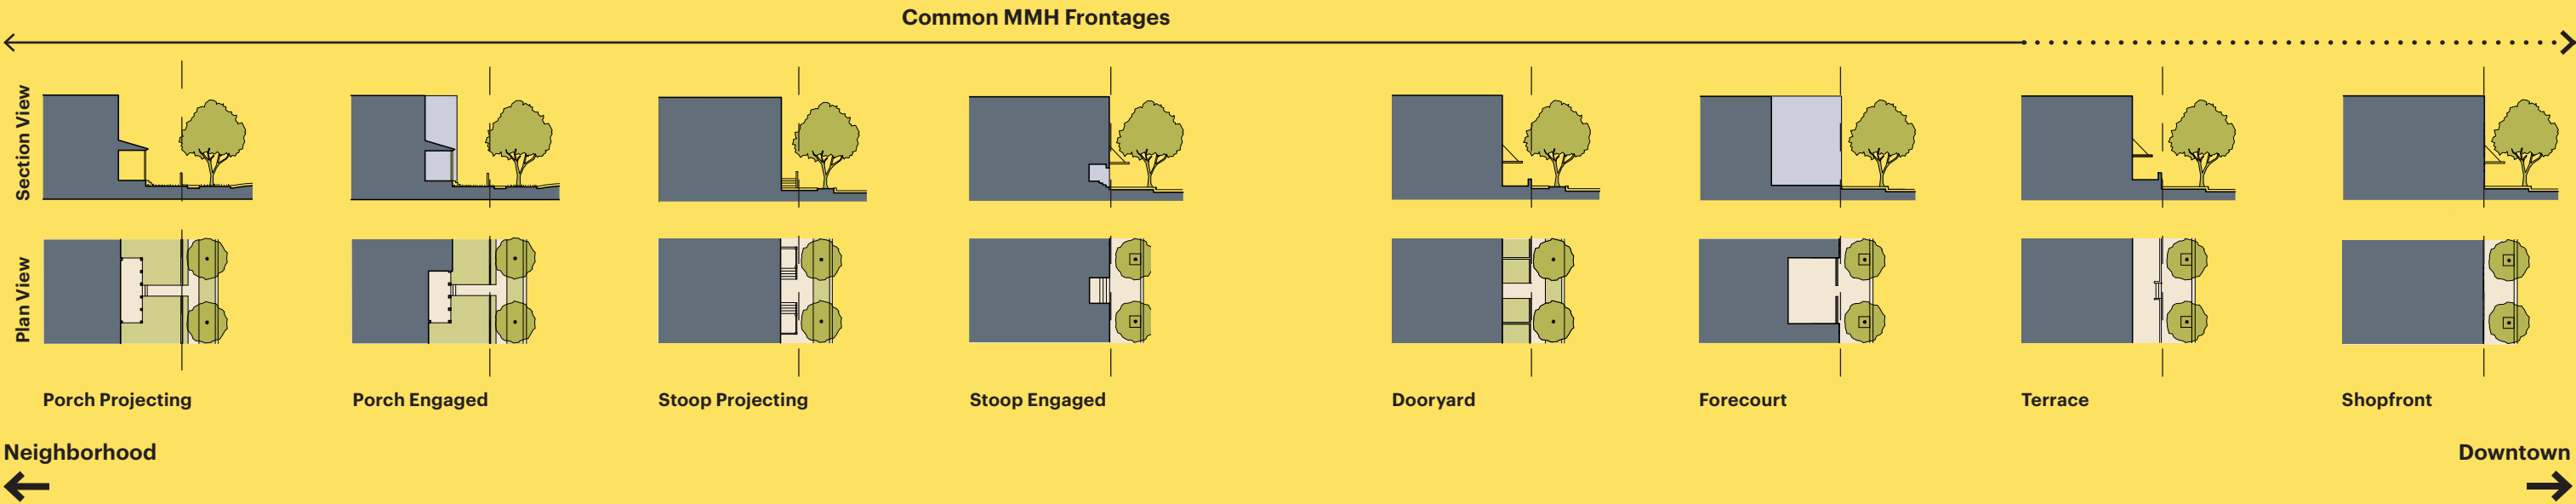 Common MMH Frontages
Section View
Plan View
Porch Projecting
Porch Engaged
Stoop Projecting
Stoop Engaged
Dooryard
Forecourt
Terrace
Shopfront
Neighborhood
Downtown